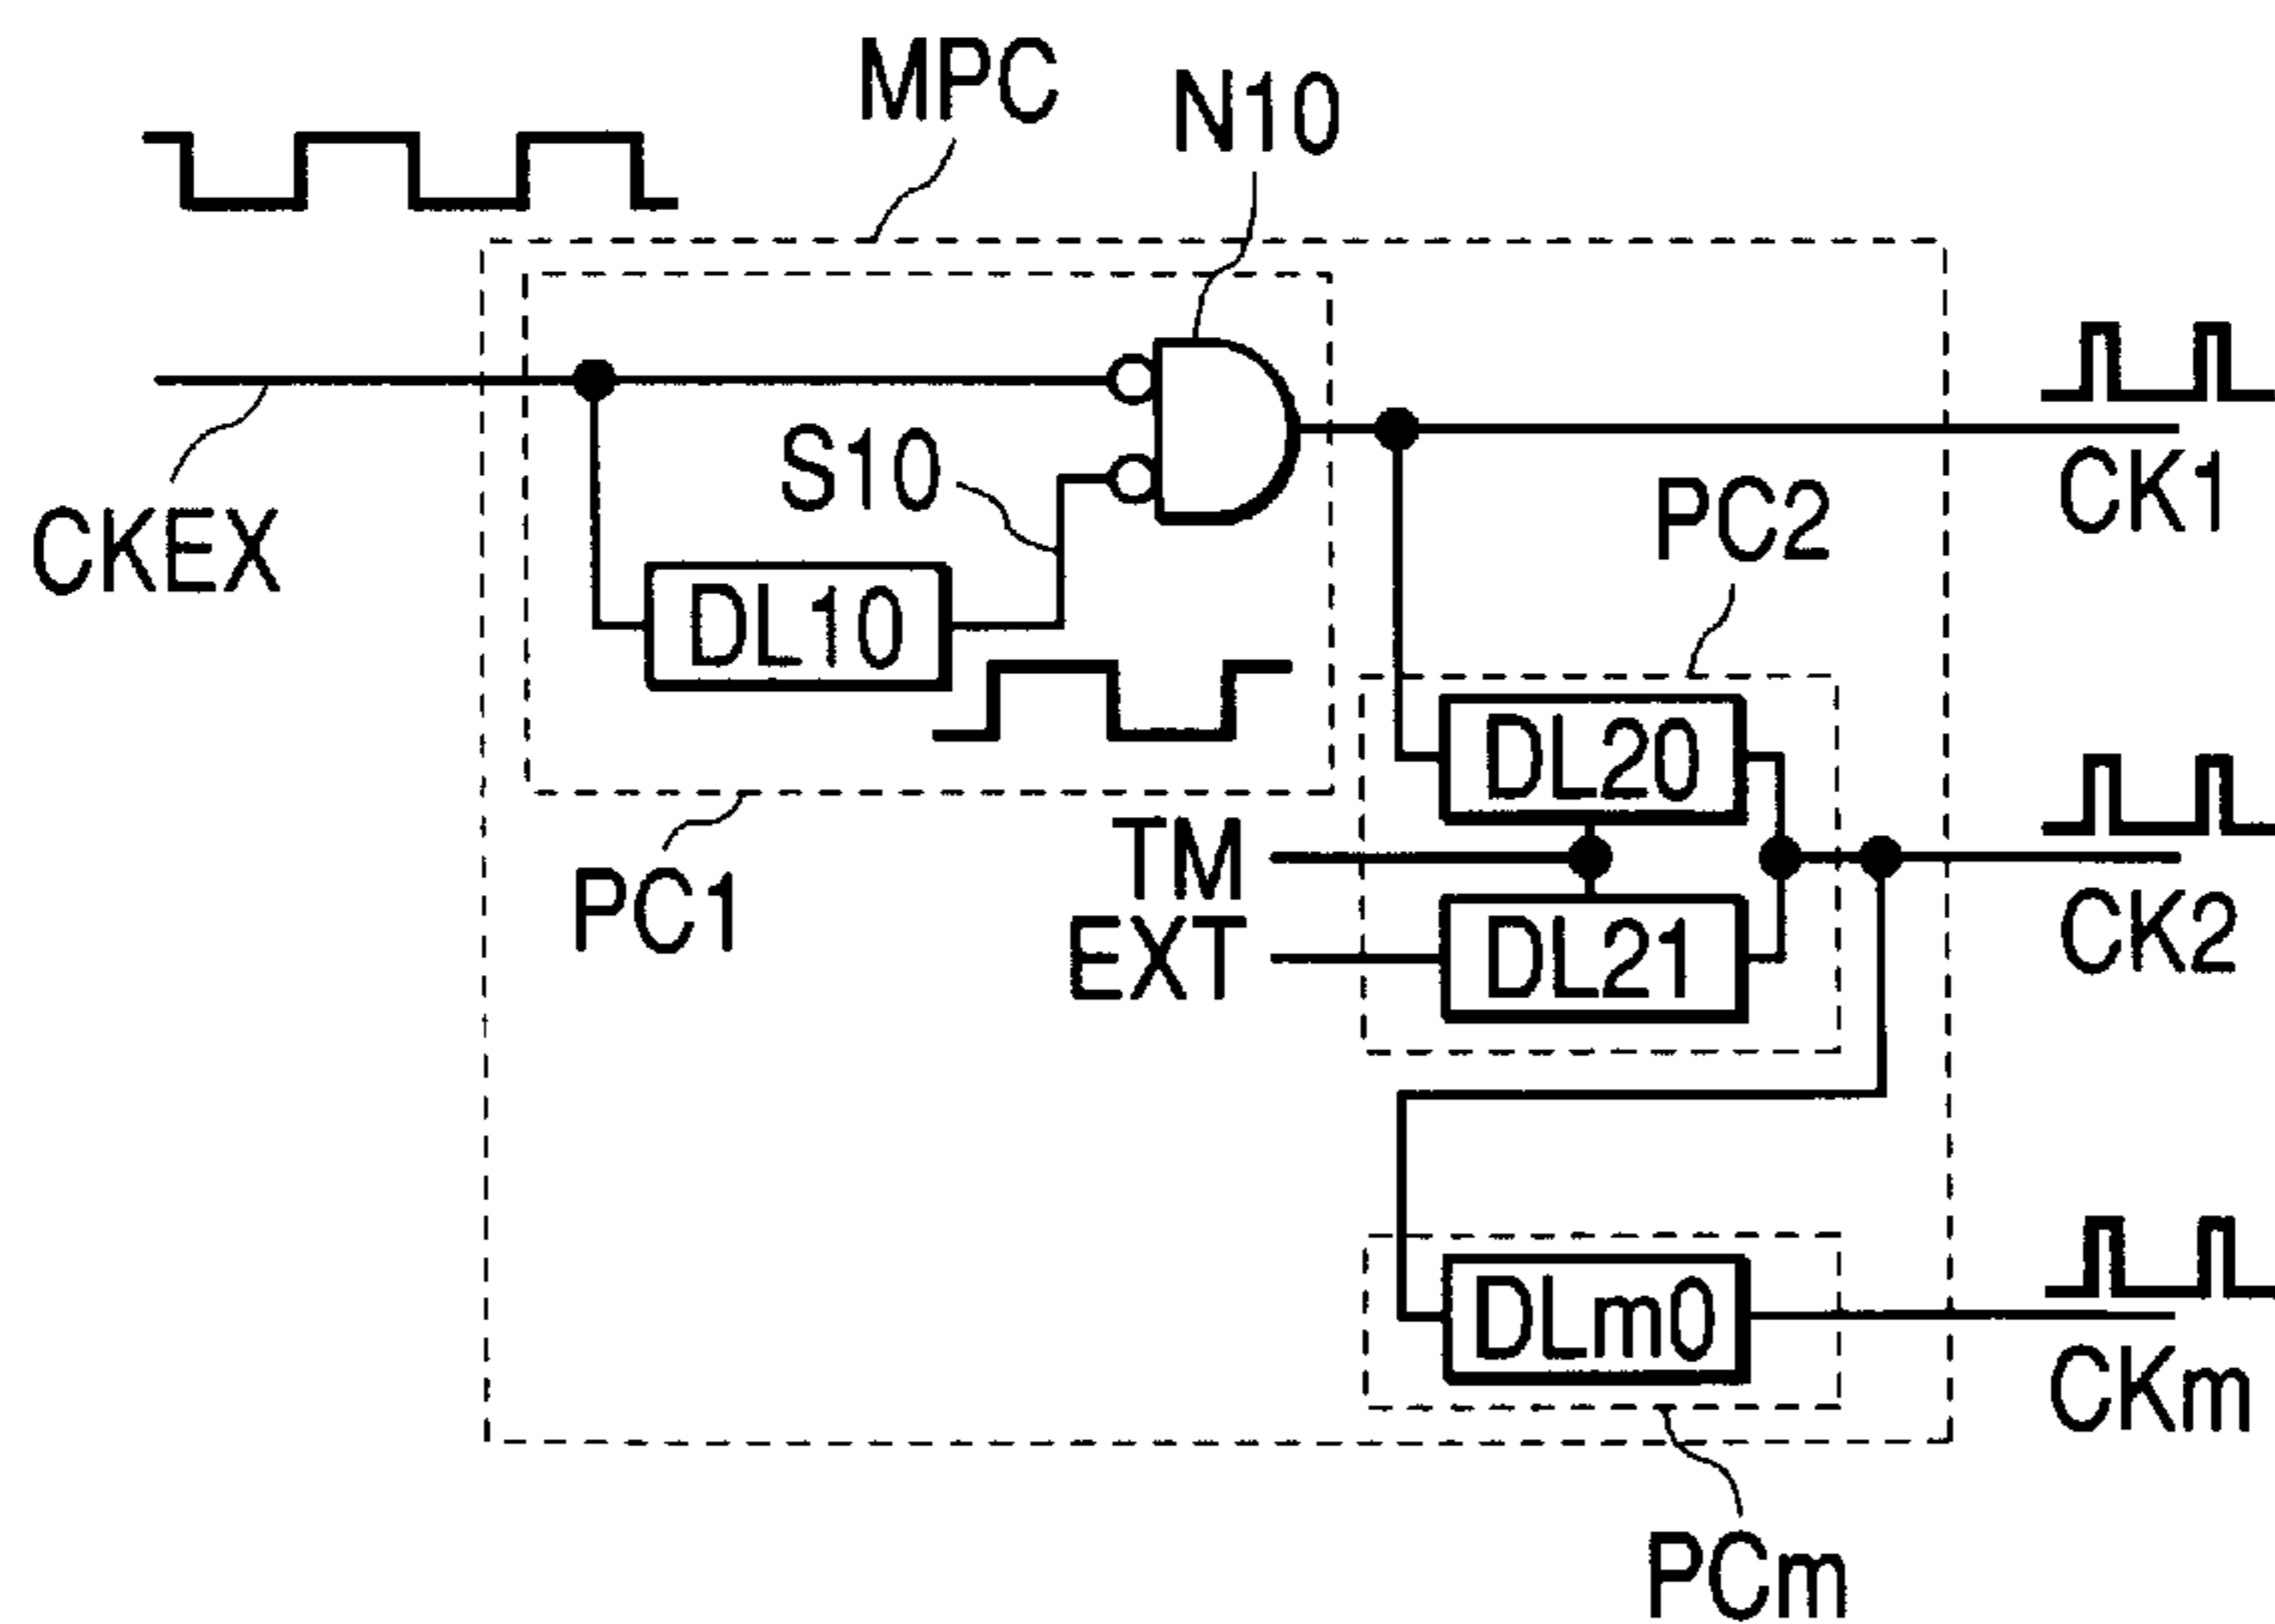 MPC
N10
S10
CKEX
CK1
PC2
DL10
DL20
TM
PC1
EXT
DL21
CK2
DLm0
CKm
PCm